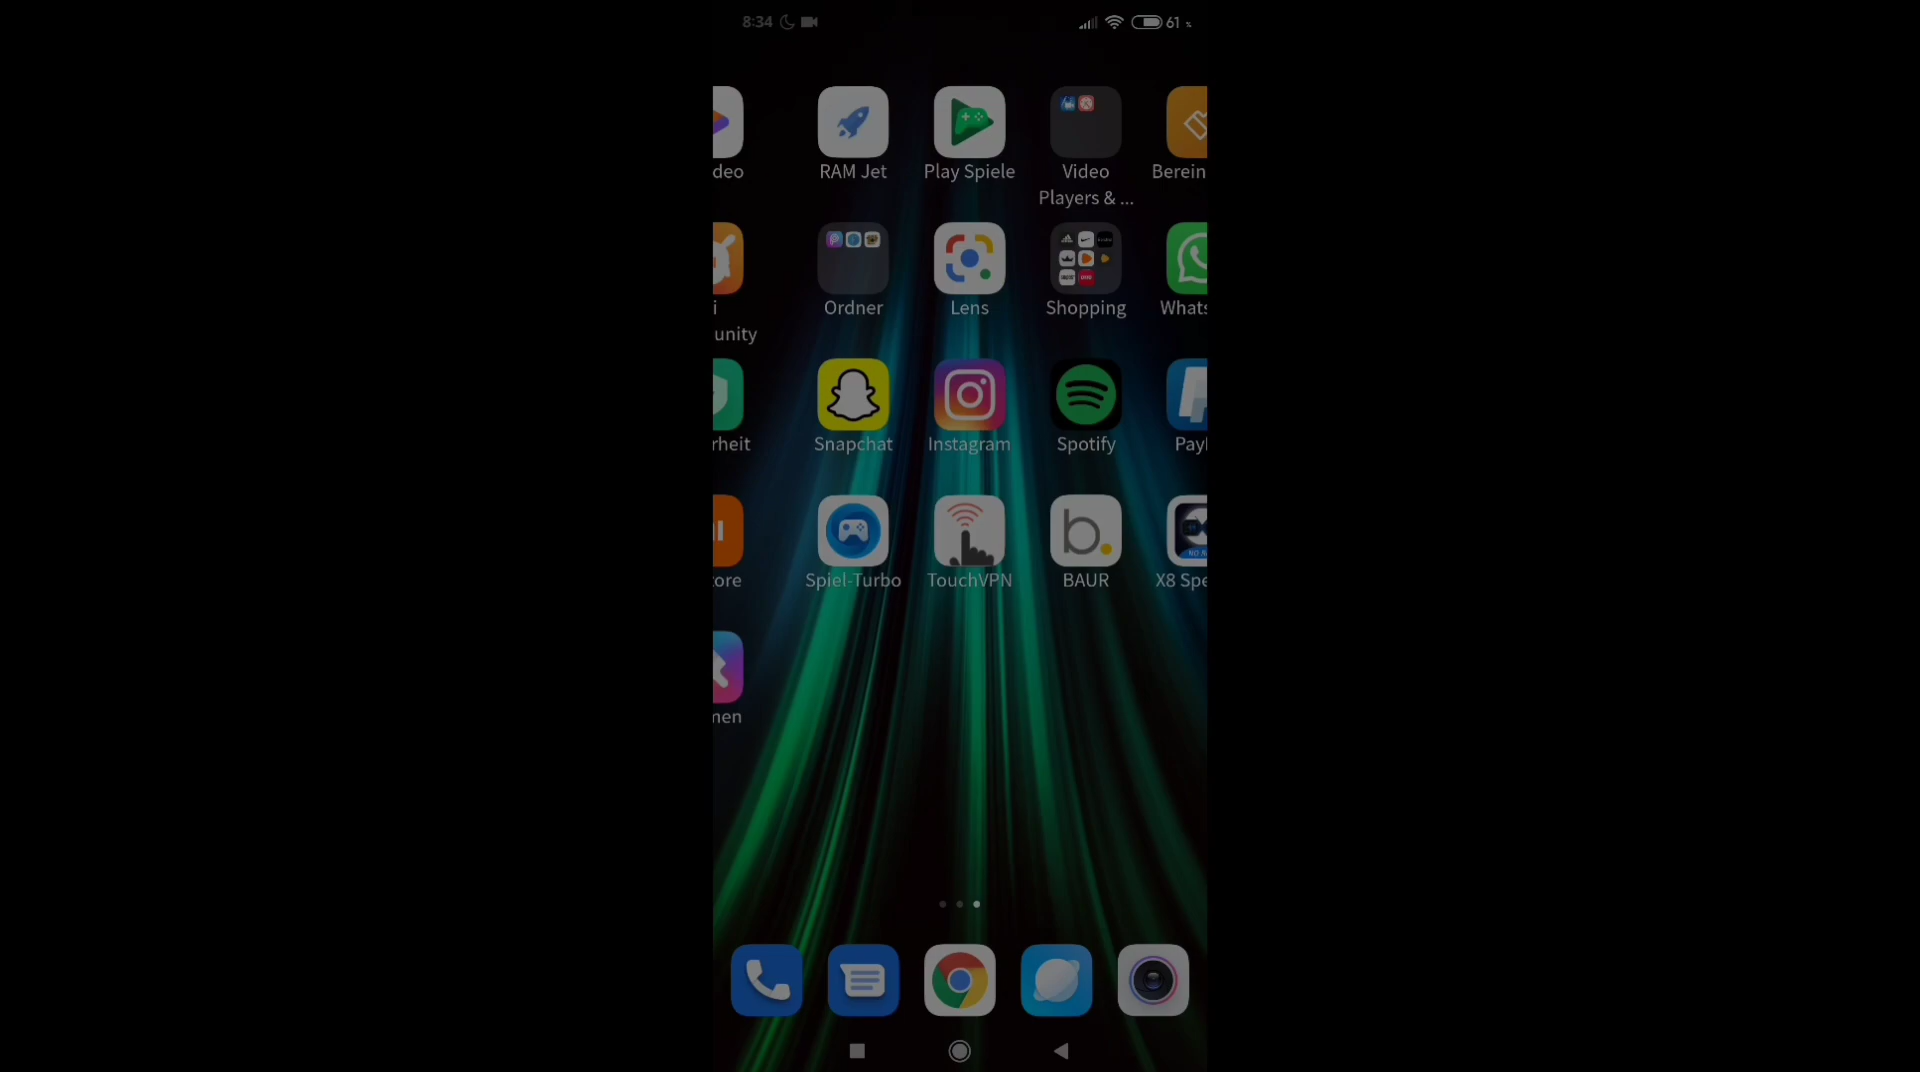 8:34 61 %
deo RAM Jet Play Spiele Video Berein
Players & ...
i Ordner Lens Shopping Whats
unity
rheit Snapchat Instagram Spotify Payl
ore Spiel-Turbo TouchVPN BAUR X8 Spe
b.
nen